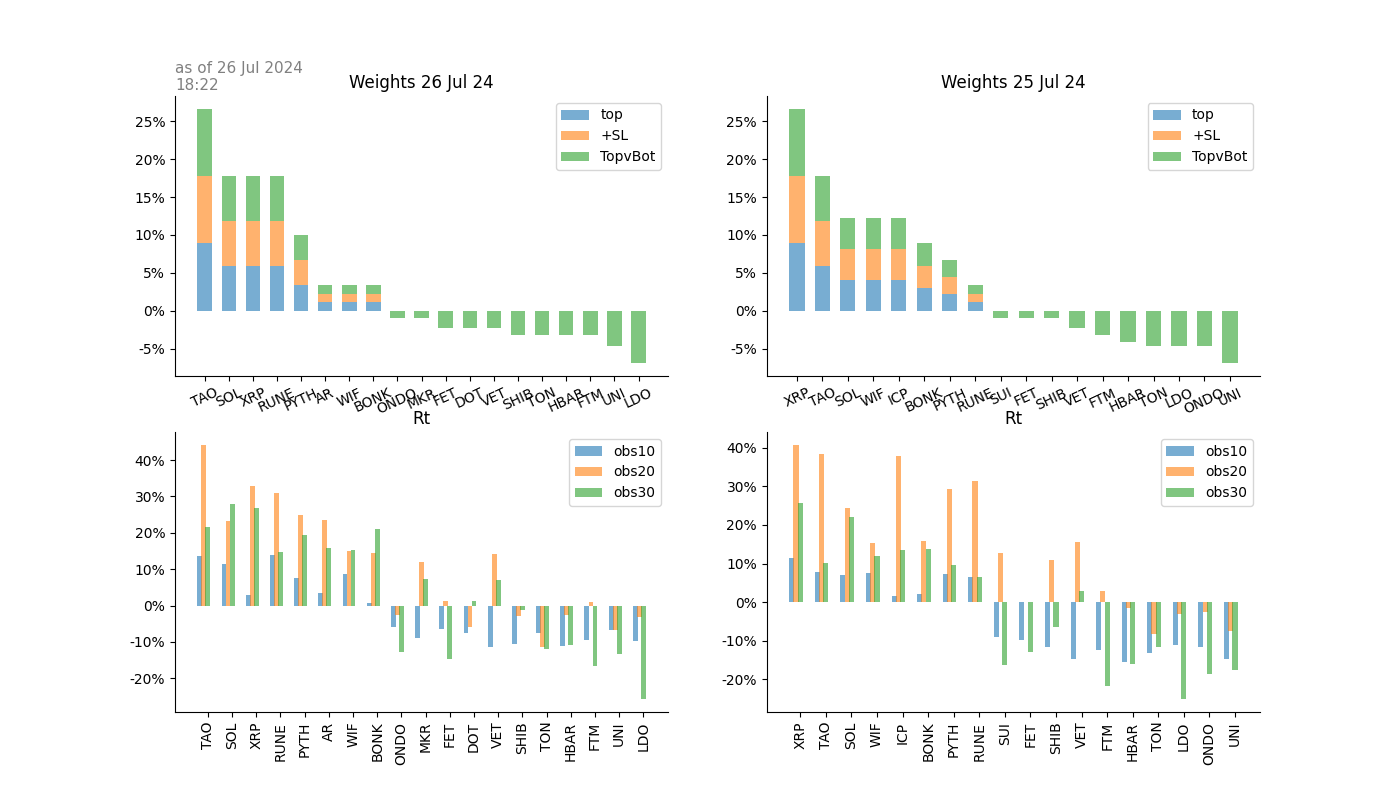 as of 26 Jul 2024
18:22
Weights 26 Jul 24
25%
20%
15%
10%
5%
0%
-5%
top
+SL
TopvBot
TAO SOL XRP RUNE PYTH AR WIF BONK ONDO MKR FET DOT VET SHIB TON HBAR FTM UNI LDO
Weights 25 Jul 24
25%
20%
15%
10%
5%
0%
-5%
top
+SL
TopvBot
XRP TAO SOL WIF ICP BONK PYTH RUNE SUI FET SHIB VET FTM HBAR TON LDO ONDO UNI
Rt
40%
30%
20%
10%
0%
-10%
-20%
obs10
obs20
obs30
TAO SOL XRP RUNE PYTH AR WIF BONK ONDO MKR FET DOT VET SHIB TON HBAR FTM UNI LDO
Rt
40%
30%
20%
10%
0%
-10%
-20%
obs10
obs20
obs30
XRP TAO SOL WIF ICP BONK PYTH RUNE SUI FET SHIB VET FTM HBAR TON LDO ONDO UNI